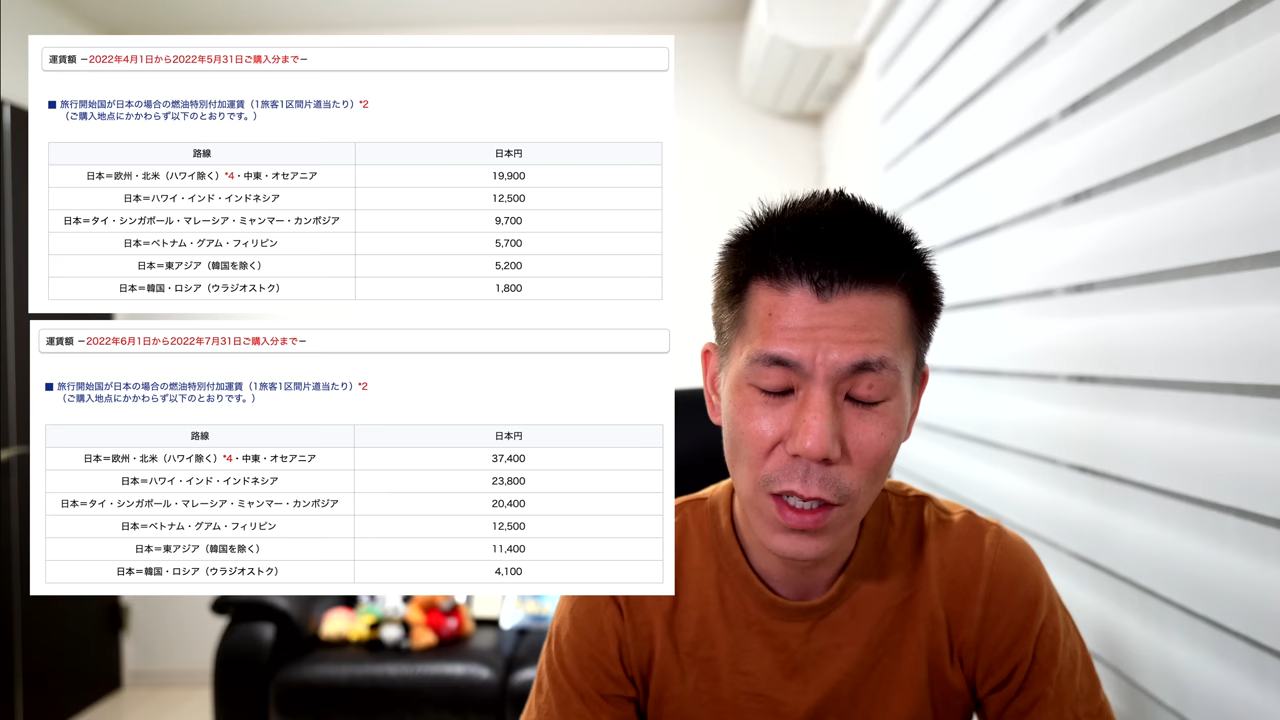 運賃額 −2022年4月1日から2022年5月31日ご購入分まで−
■ 旅行開始国が日本の場合の燃油特別付加運賃（1旅客1区間片道当たり）*2
（ご購入地点にかかわらず以下のとおりです。）
路線 日本円
日本＝欧州・北米（ハワイ除く）*4・中東・オセアニア 19,900
日本＝ハワイ・インド・インドネシア 12,500
日本＝タイ・シンガポール・マレーシア・ミャンマー・カンボジア 9,700
日本＝ベトナム・グアム・フィリピン 5,700
日本＝東アジア（韓国を除く） 5,200
日本＝韓国・ロシア（ウラジオストク） 1,800
運賃額 −2022年6月1日から2022年7月31日ご購入分まで−
■ 旅行開始国が日本の場合の燃油特別付加運賃（1旅客1区間片道当たり）*2
（ご購入地点にかかわらず以下のとおりです。）
路線 日本円
日本＝欧州・北米（ハワイ除く）*4・中東・オセアニア 37,400
日本＝ハワイ・インド・インドネシア 23,800
日本＝タイ・シンガポール・マレーシア・ミャンマー・カンボジア 20,400
日本＝ベトナム・グアム・フィリピン 12,500
日本＝東アジア（韓国を除く） 11,400
日本＝韓国・ロシア（ウラジオストク） 4,100